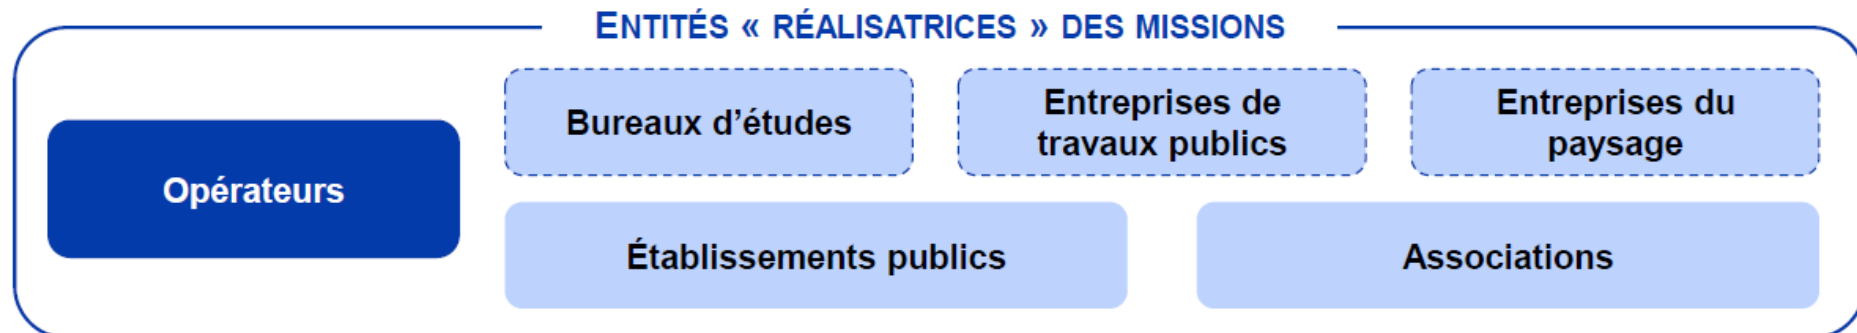 ENTITÉS « RÉALISATRICES » DES MISSIONS
Opérateurs
Bureaux d’études
Entreprises de
travaux publics
Entreprises du
paysage
Établissements publics
Associations